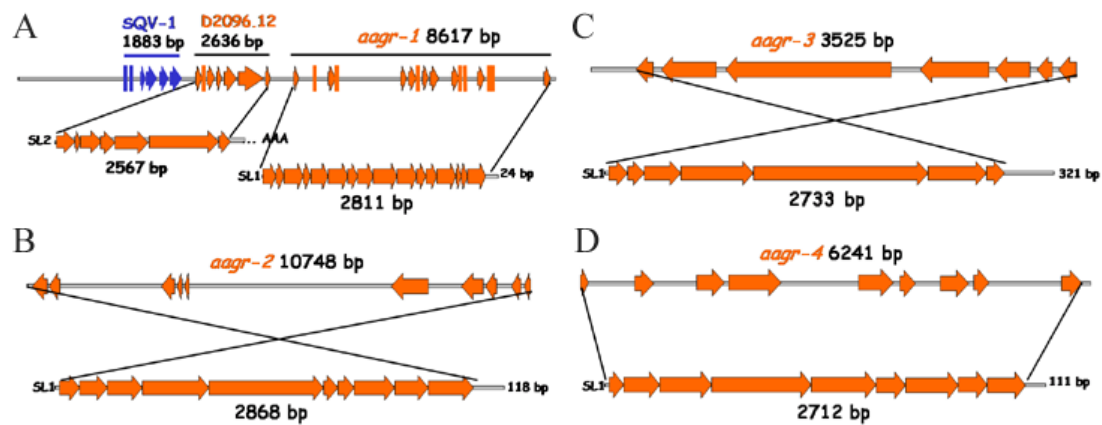 A
sQV-1
1883 bp
D2096.12
2636 bp
aagr-1 8617 bp
SL2
AAA
2567 bp
SL1
24 bp
2811 bp
B
aagr-2 10748 bp
SL1
118 bp
2868 bp
C
aagr-3 3525 bp
SL1
321 bp
2733 bp
D
aagr-4 6241 bp
SL1
111 bp
2712 bp